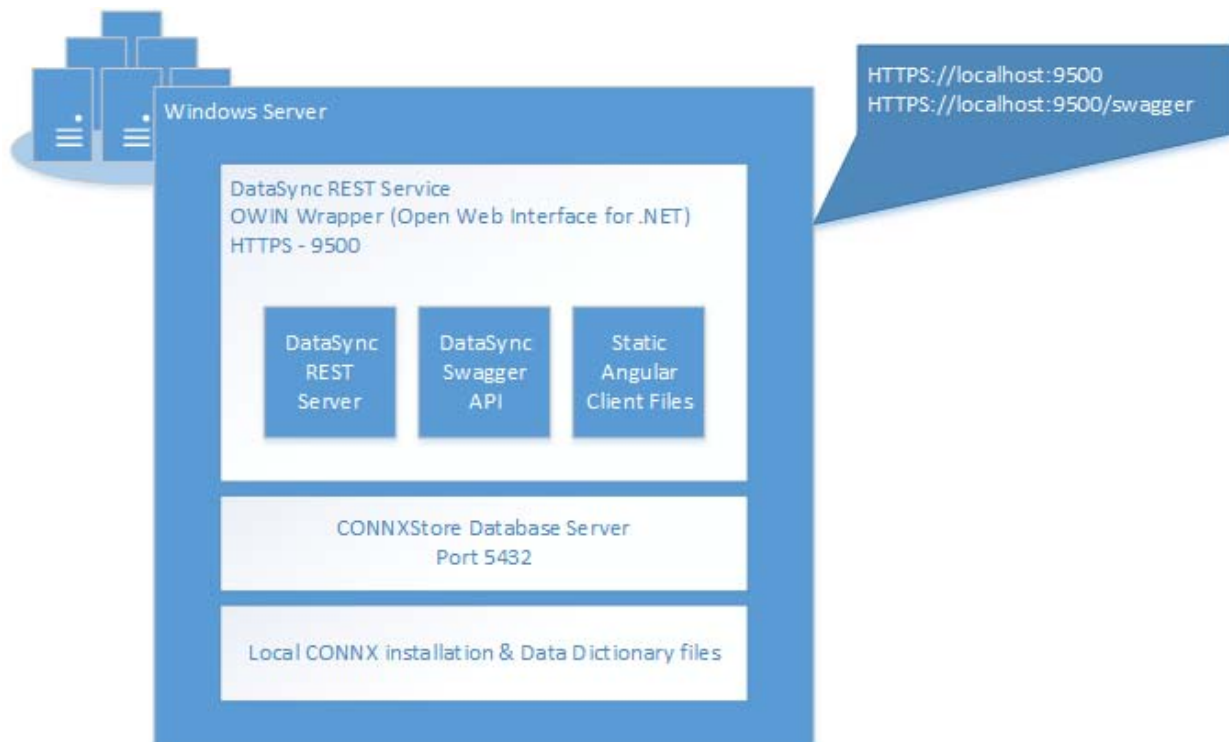 HTTPS://localhost:9500
HTTPS://localhost:9500/swagger
Windows Server
DataSync REST Service
OWIN Wrapper (Open Web Interface for .NET)
HTTPS - 9500
DataSync
REST
Server
DataSync
Swagger
API
Static
Angular
Client Files
CONNXStore Database Server
Port 5432
Local CONNX installation & Data Dictionary files